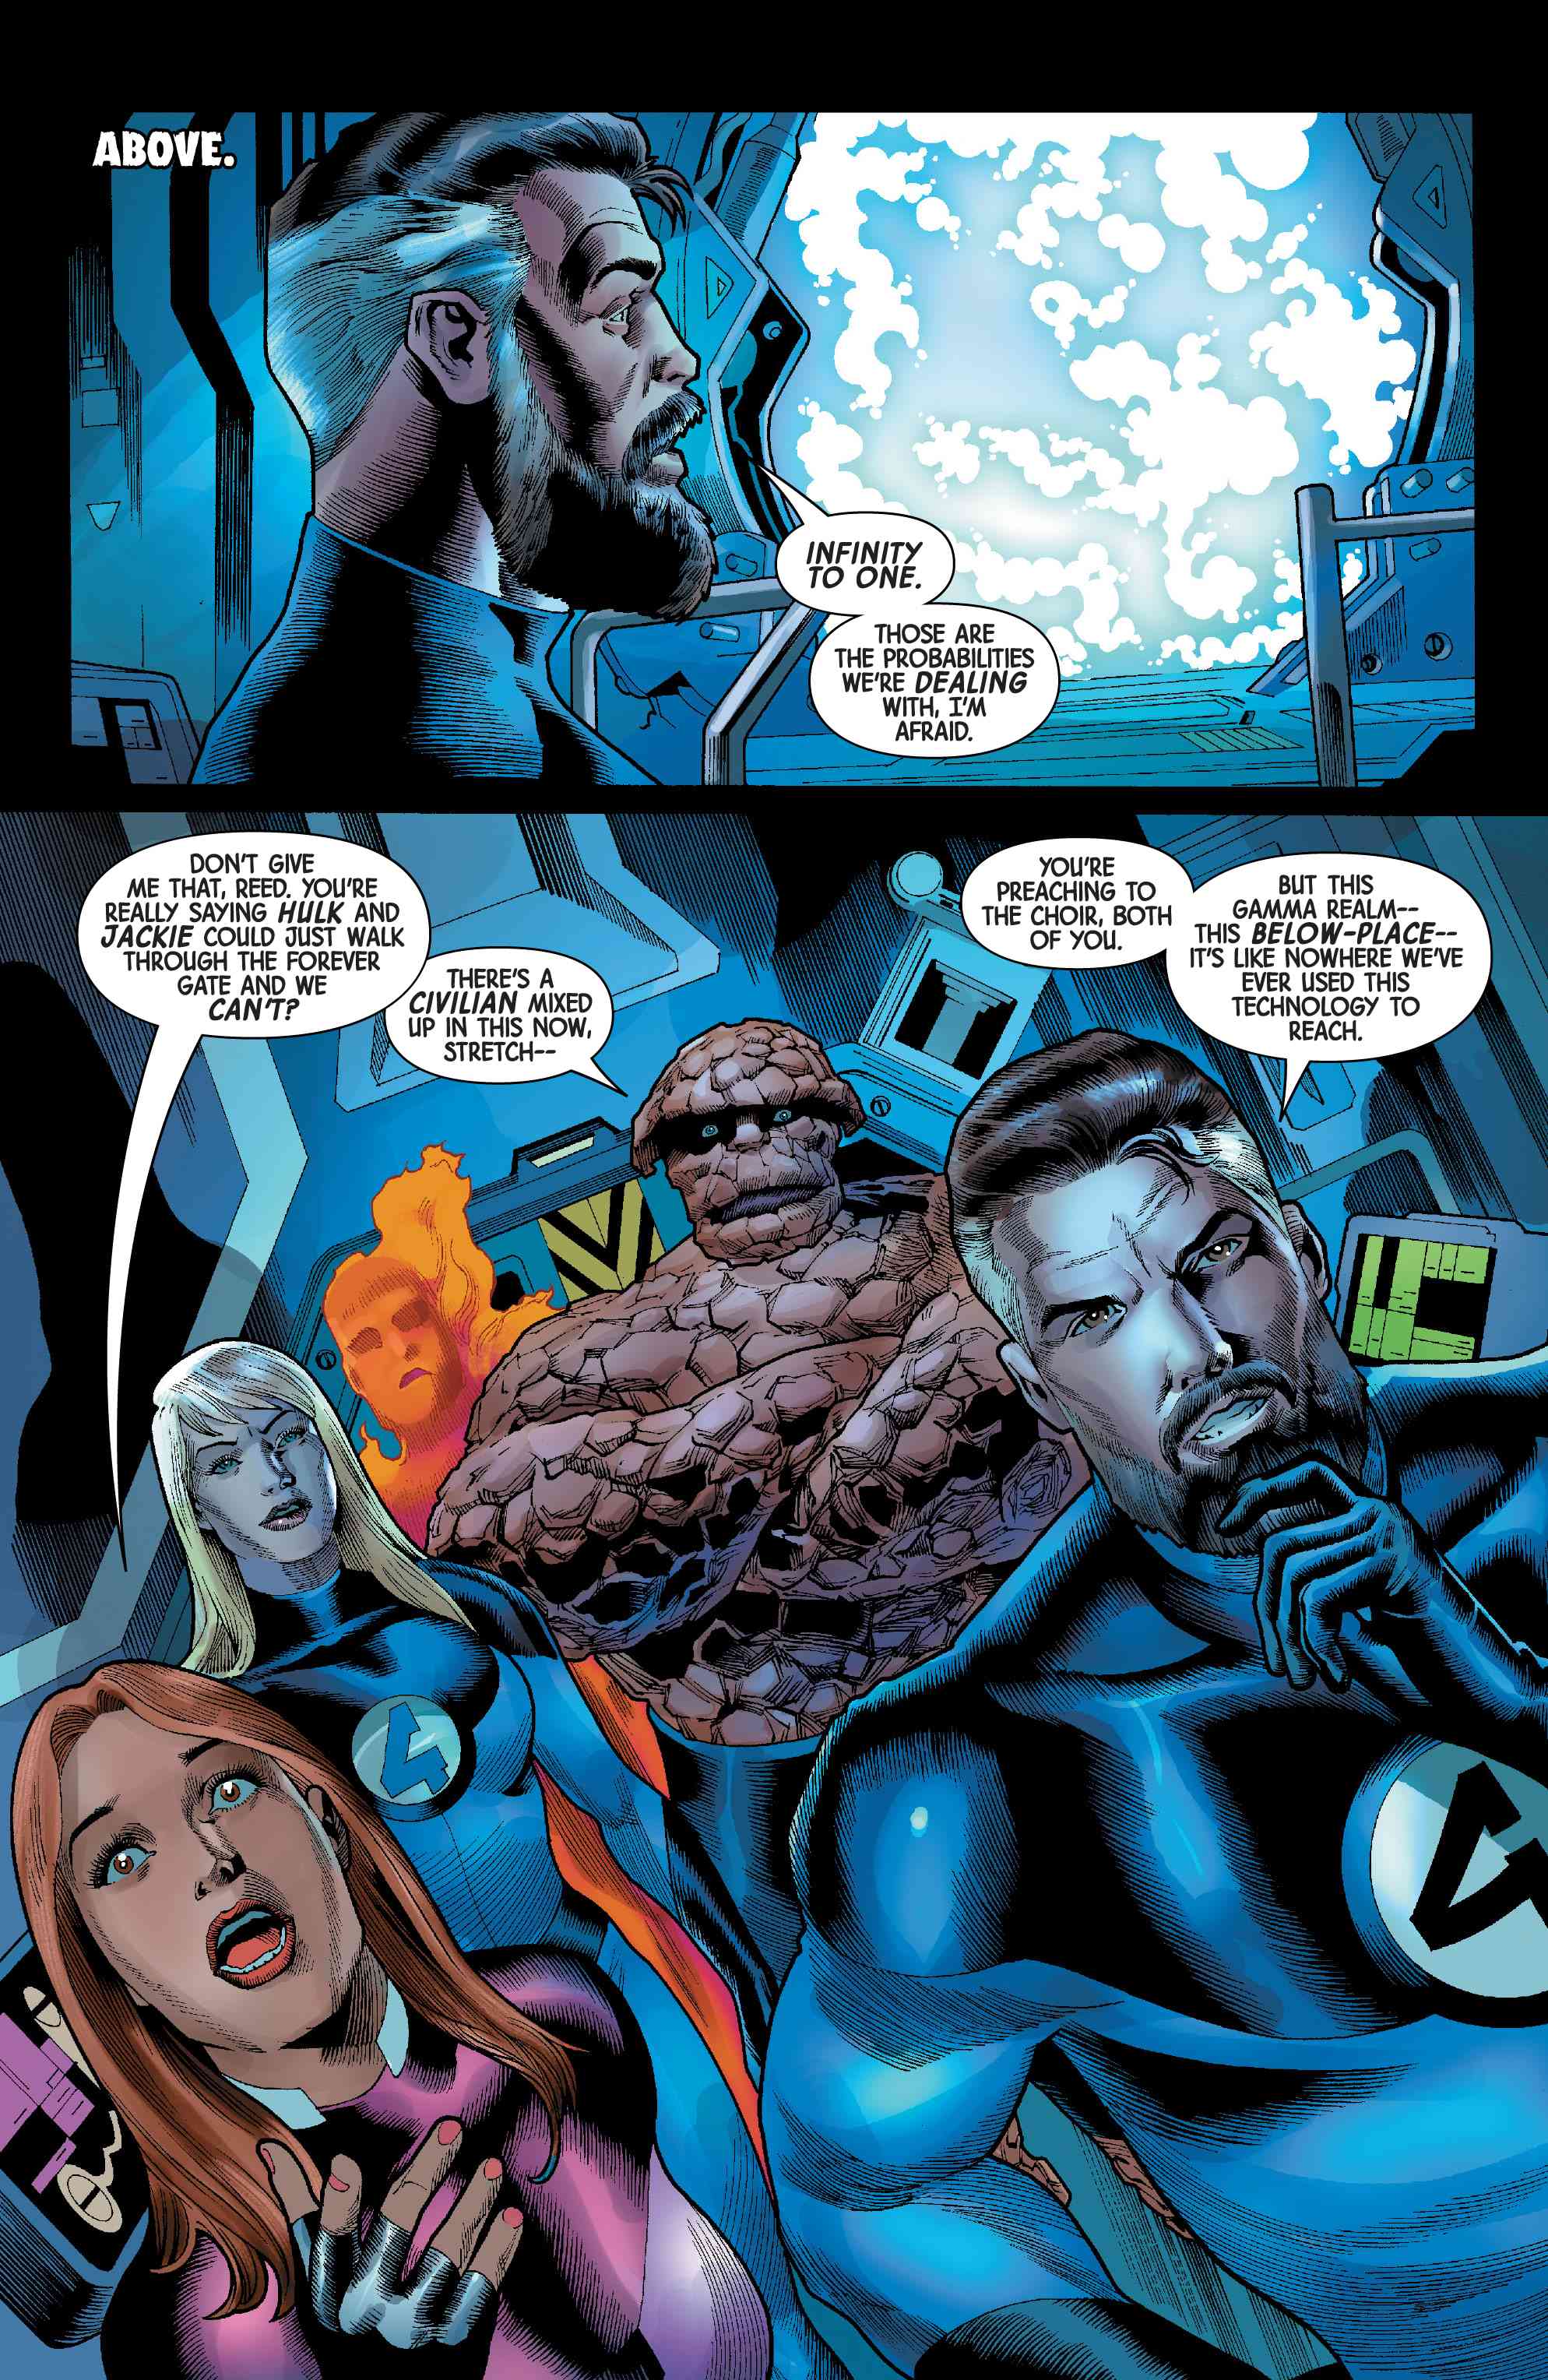 ABOVE.
INFINITY
TO ONE.
THOSE ARE
THE PROBABILITIES
WE'RE DEALING
WITH, I'M
AFRAID.
DON'T GIVE
ME THAT, REED. YOU'RE
REALLY SAYING HULK AND
JACKIE COULD JUST WALK
THROUGH THE FOREVER
GATE AND WE
CAN'T?
THERE'S A
CIVILIAN MIXED
UP IN THIS NOW,
STRETCH--
YOU'RE
PREACHING TO
THE CHOIR, BOTH
OF YOU.
BUT THIS
GAMMA REALM--
THIS BELOW-PLACE--
IT'S LIKE NOWHERE WE'VE
EVER USED THIS
TECHNOLOGY TO
REACH.
4
4